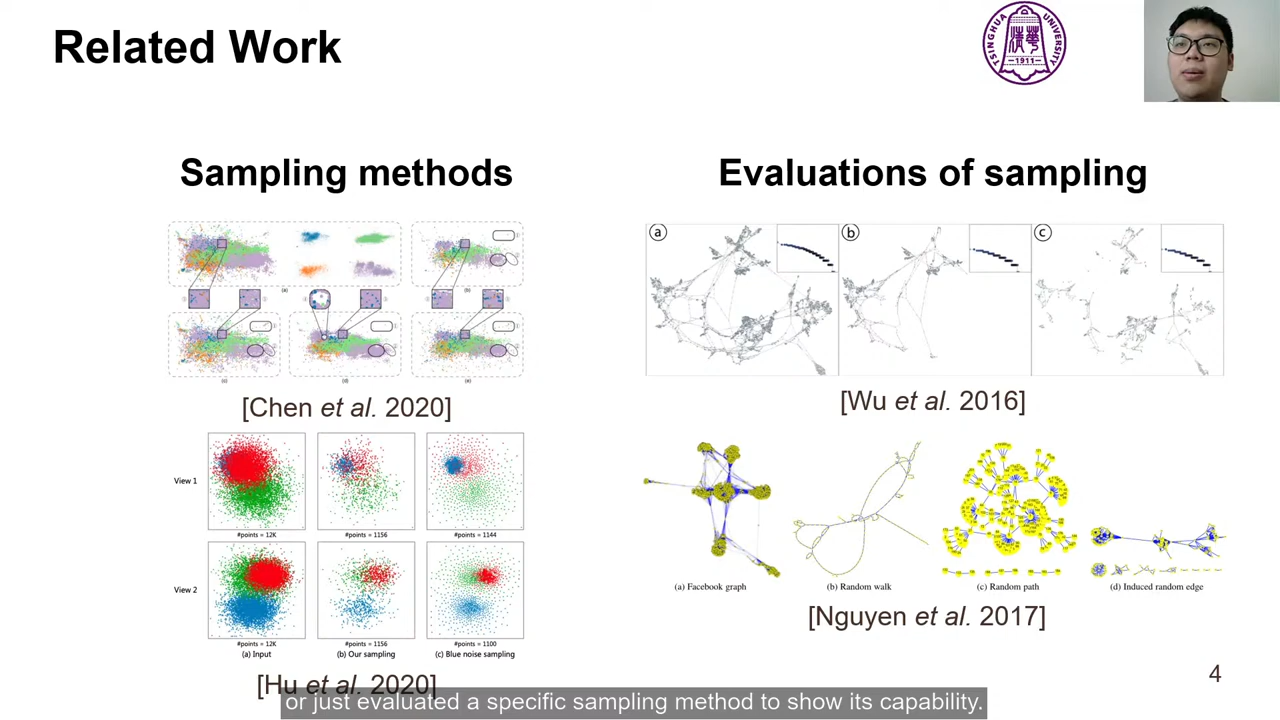 Related Work
TSINGHUA UNIVERSITY
1911
Sampling methods
(a)
(b)
(c)
(d)
(e)
[Chen et al. 2020]
View 1
#points = 12K
#points = 1156
#points = 1144
View 2
#points = 12K
#points = 1156
#points = 1100
(a) Input
(b) Our sampling
(c) Blue noise sampling
[Hu et al. 2020]
Evaluations of sampling
a
b
c
[Wu et al. 2016]
(a) Facebook graph
(b) Random walk
(c) Random path
(d) Induced random edge
[Nguyen et al. 2017]
4
or just evaluated a specific sampling method to show its capability.